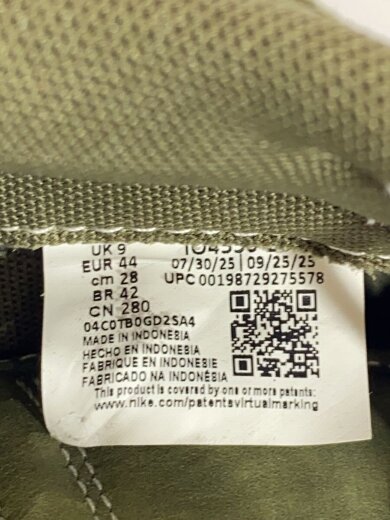 UK 9
EUR 44 07/30/25 | 09/25/25
cm 28 UPC 00198729275578
BR 42
CN 280
04C0TB0GD2SA4
MADE IN INDONESIA
HECHO EN INDONESIA
FABRIQUE EN INDONESIE
FABRICADO NA INDONÉSIA
This product is covered by one or more patents:
www.nike.com/patentsvirtualmarking